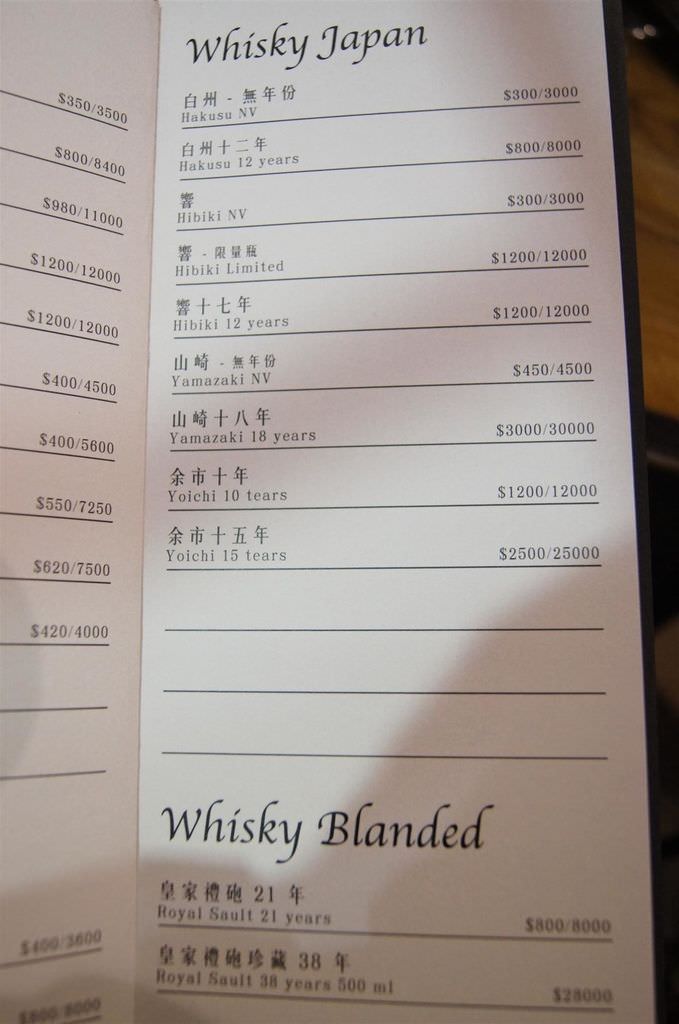 $350/3500
$800/8400
$980/11000
$1200/12000
$1200/12000
$400/4500
$400/5600
$550/7250
$620/7500
$420/4000
$400/3600
$800/8000
Whisky Japan
白州 - 無年份
Hakusu NV $300/3000
白州十二年
Hakusu 12 years $800/8000
響
Hibiki NV $300/3000
響 - 限量瓶
Hibiki Limited $1200/12000
響十七年
Hibiki 12 years $1200/12000
山崎 - 無年份
Yamazaki NV $450/4500
山崎十八年
Yamazaki 18 years $3000/30000
余市十年
Yoichi 10 tears $1200/12000
余市十五年
Yoichi 15 tears $2500/25000
Whisky Blanded
皇家禮砲 21 年
Royal Sault 21 years $800/8000
皇家禮砲珍藏 38 年
Royal Sault 38 years 500 ml $28000